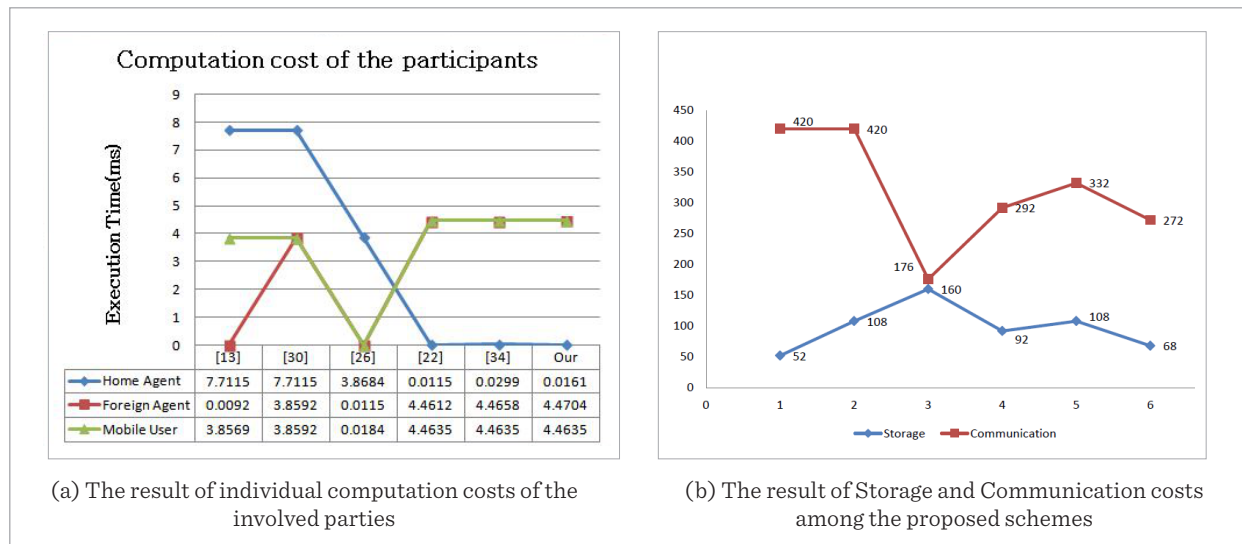 Computation cost of the participants
Execution Time(ms)
9
8
7
6
5
4
3
2
1
0
[13] [30] [26] [22] [34] Our
Home Agent 7.7115 7.7115 3.8684 0.0115 0.0299 0.0161
Foreign Agent 0.0092 3.8592 0.0115 4.4612 4.4658 4.4704
Mobile User 3.8569 3.8592 0.0184 4.4635 4.4635 4.4635
(a) The result of individual computation costs of the
involved parties
450
400
350
300
250
200
150
100
50
0
420 420 176 292 332 272
52 108 160 92 108 68
0 1 2 3 4 5 6
Storage Communication
(b) The result of Storage and Communication costs
among the proposed schemes